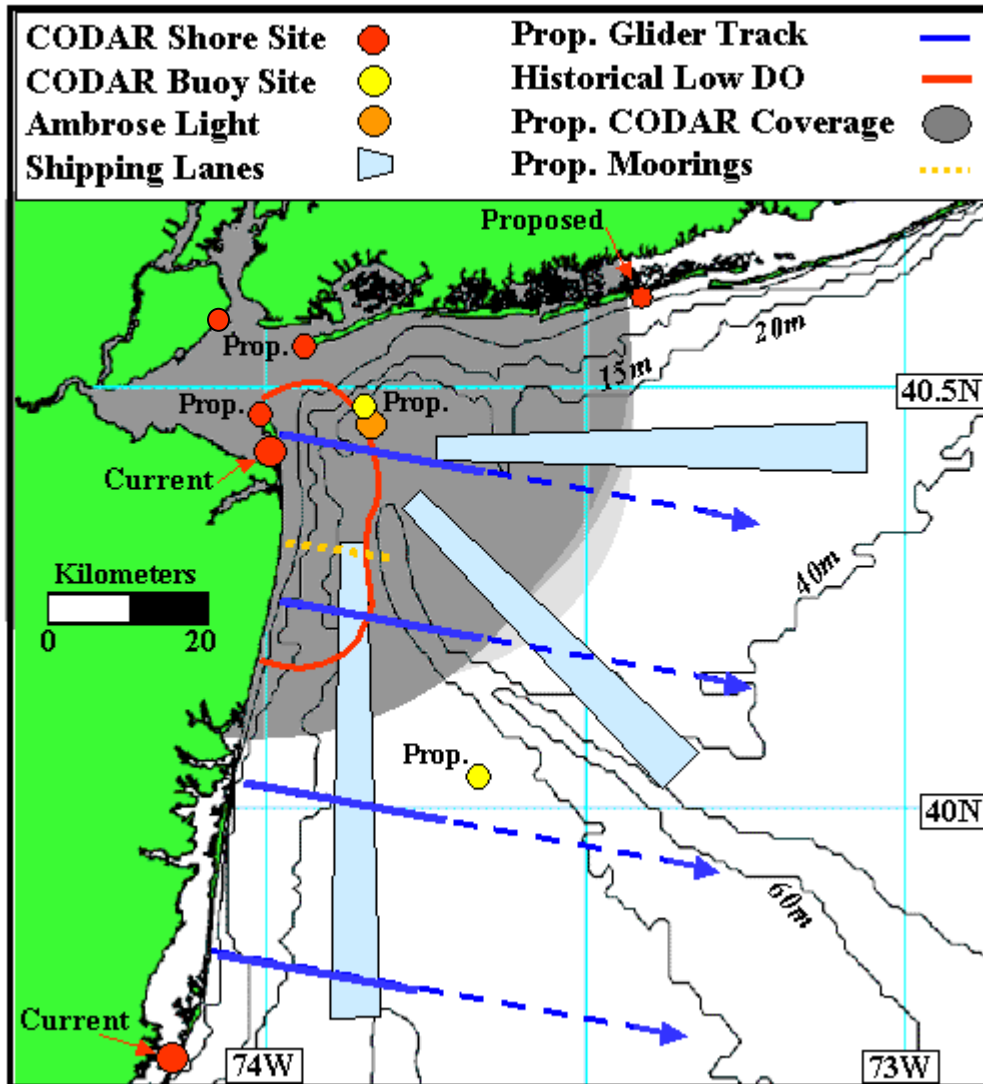 CODAR Shore Site
Prop. Glider Track
CODAR Buoy Site
Historical Low DO
Ambrose Light
Prop. CODAR Coverage
Shipping Lanes
Prop. Moorings
Proposed
20m
Prop.
15m
40.5N
Prop.
Prop.
Current
Kilometers
40m
0
20
Prop.
40N
60m
Current
74W
73W